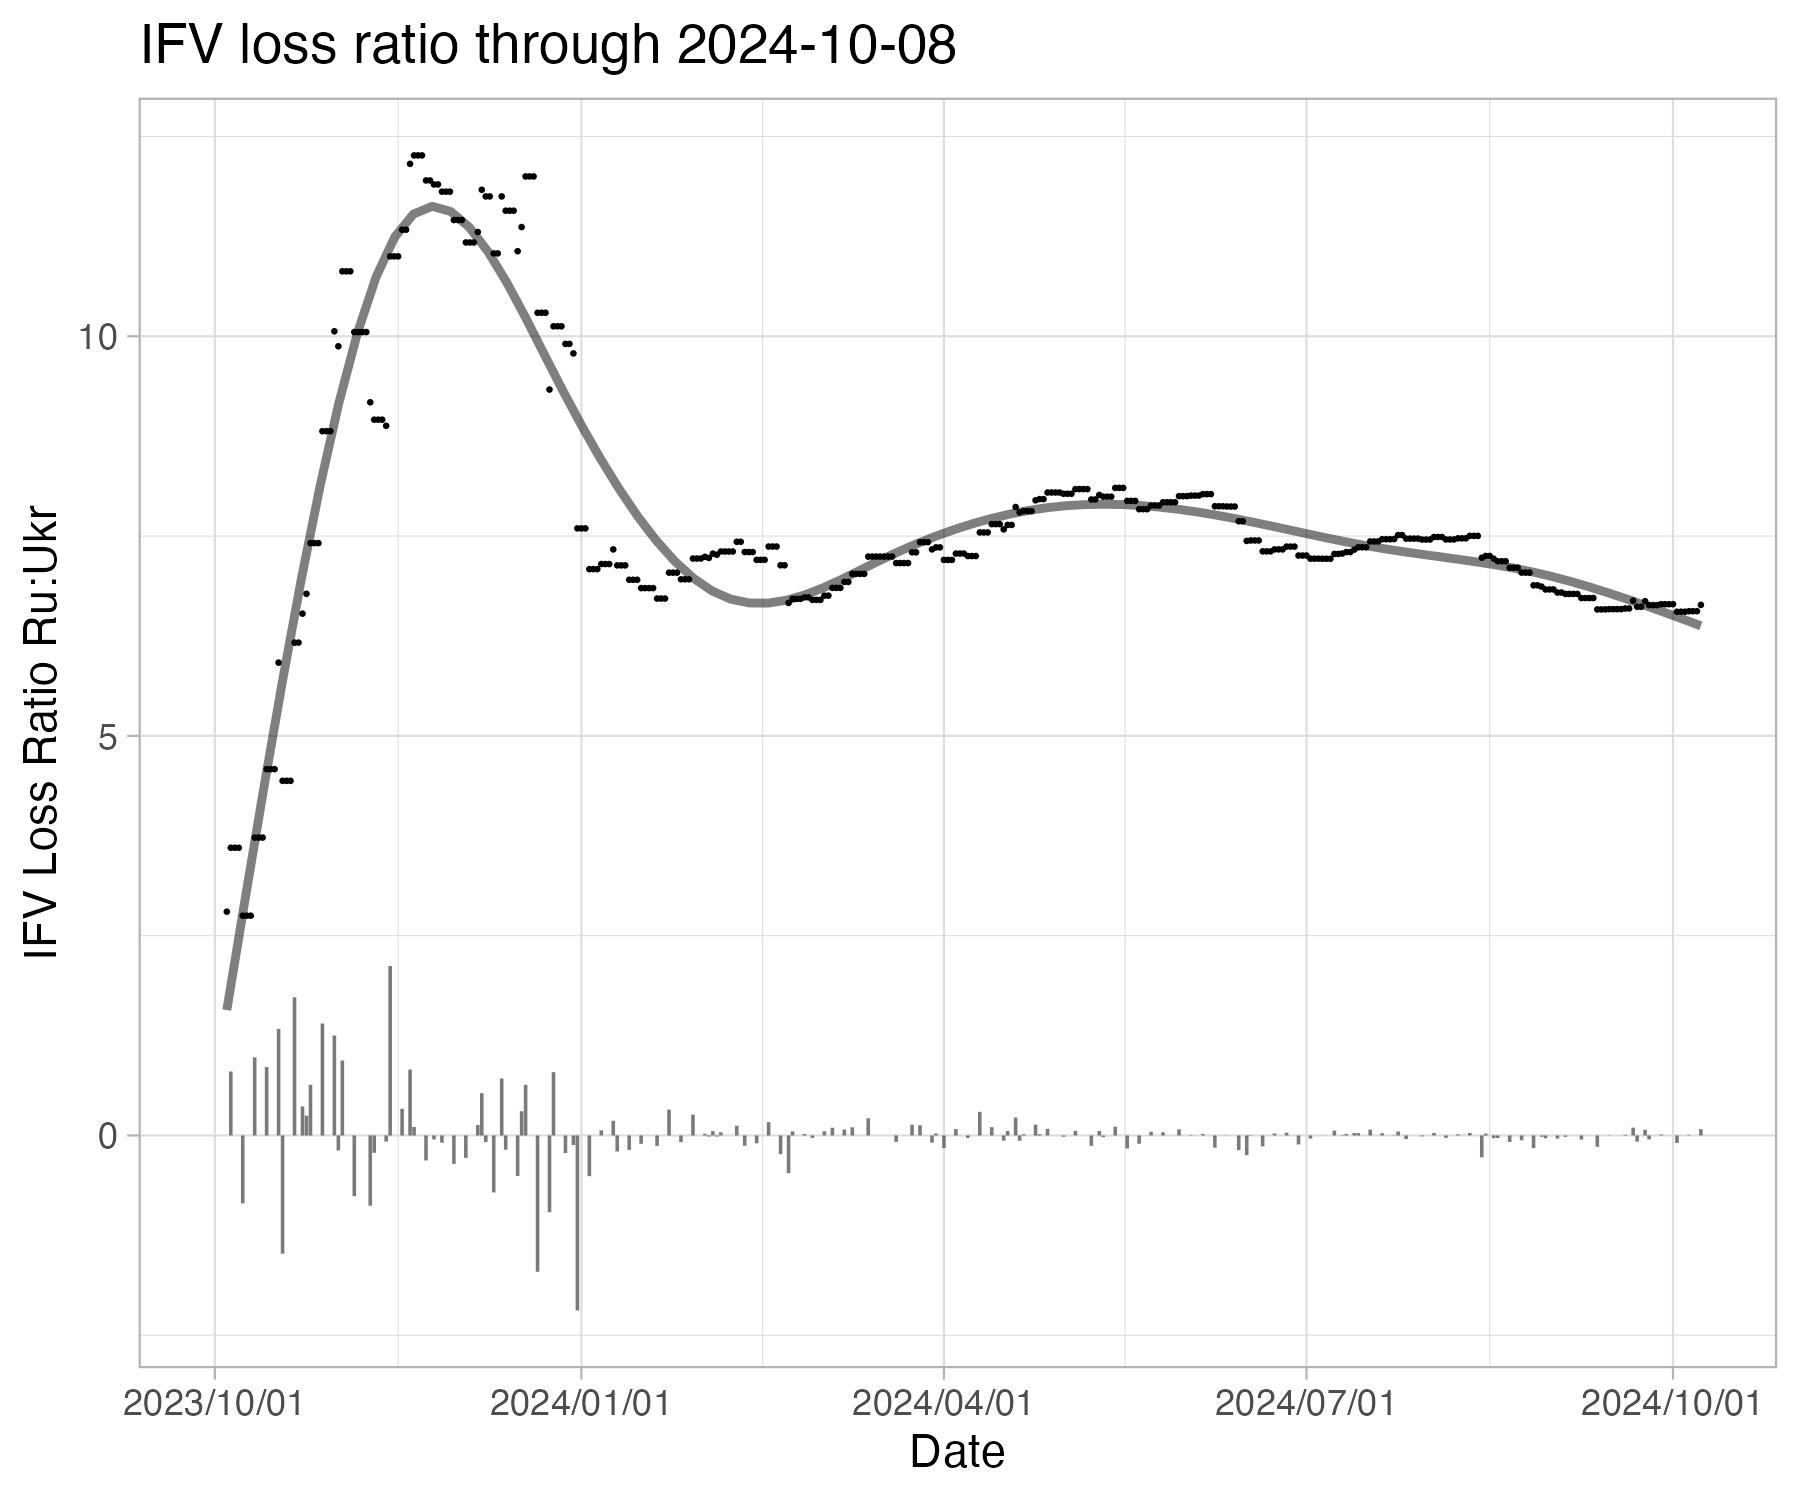 IFV loss ratio through 2024-10-08
IFV Loss Ratio Ru:Ukr
10
5
0
2023/10/01 2024/01/01 2024/04/01 2024/07/01 2024/10/01
Date